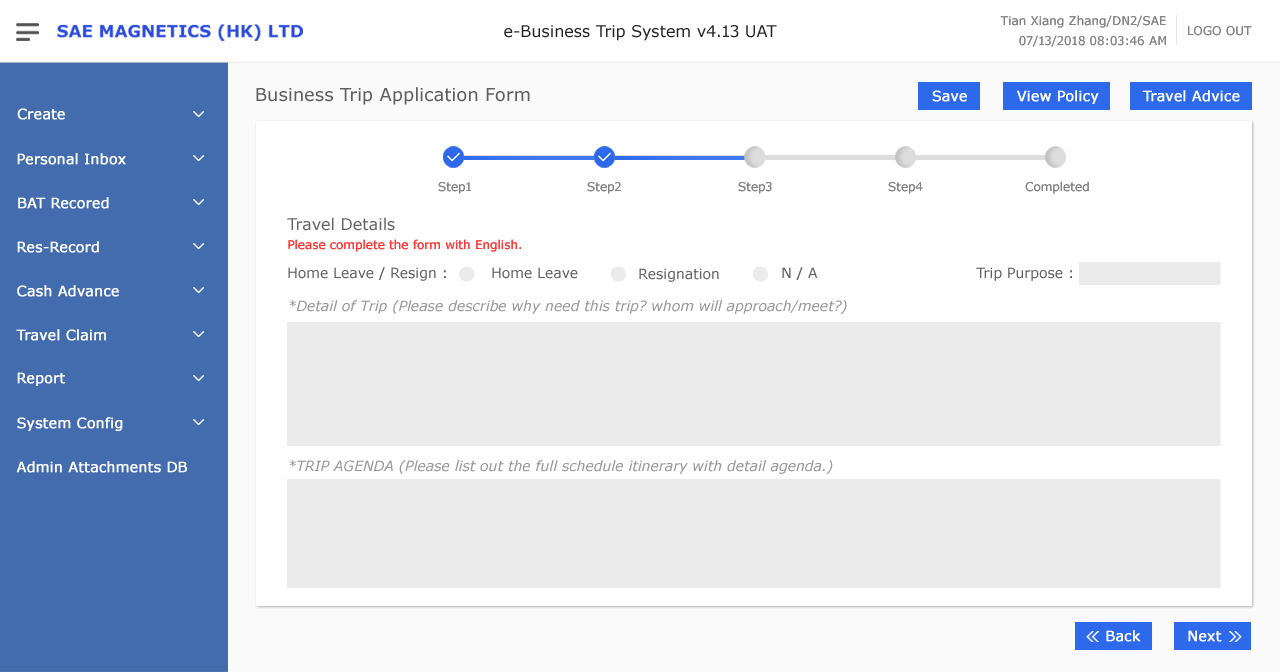 SAE MAGNETICS (HK) LTD
e-Business Trip System v4.13 UAT
Tian Xiang Zhang/DN2/SAE
07/13/2018 08:03:46 AM
LOGO OUT
Create
Personal Inbox
BAT Recored
Res-Record
Cash Advance
Travel Claim
Report
System Config
Admin Attachments DB
Business Trip Application Form
Save
View Policy
Travel Advice
Step1
Step2
Step3
Step4
Completed
Travel Details
Please complete the form with English.
Home Leave / Resign : Home Leave Resignation N / A Trip Purpose :
*Detail of Trip (Please describe why need this trip? whom will approach/meet?)
*TRIP AGENDA (Please list out the full schedule itinerary with detail agenda.)
Back
Next